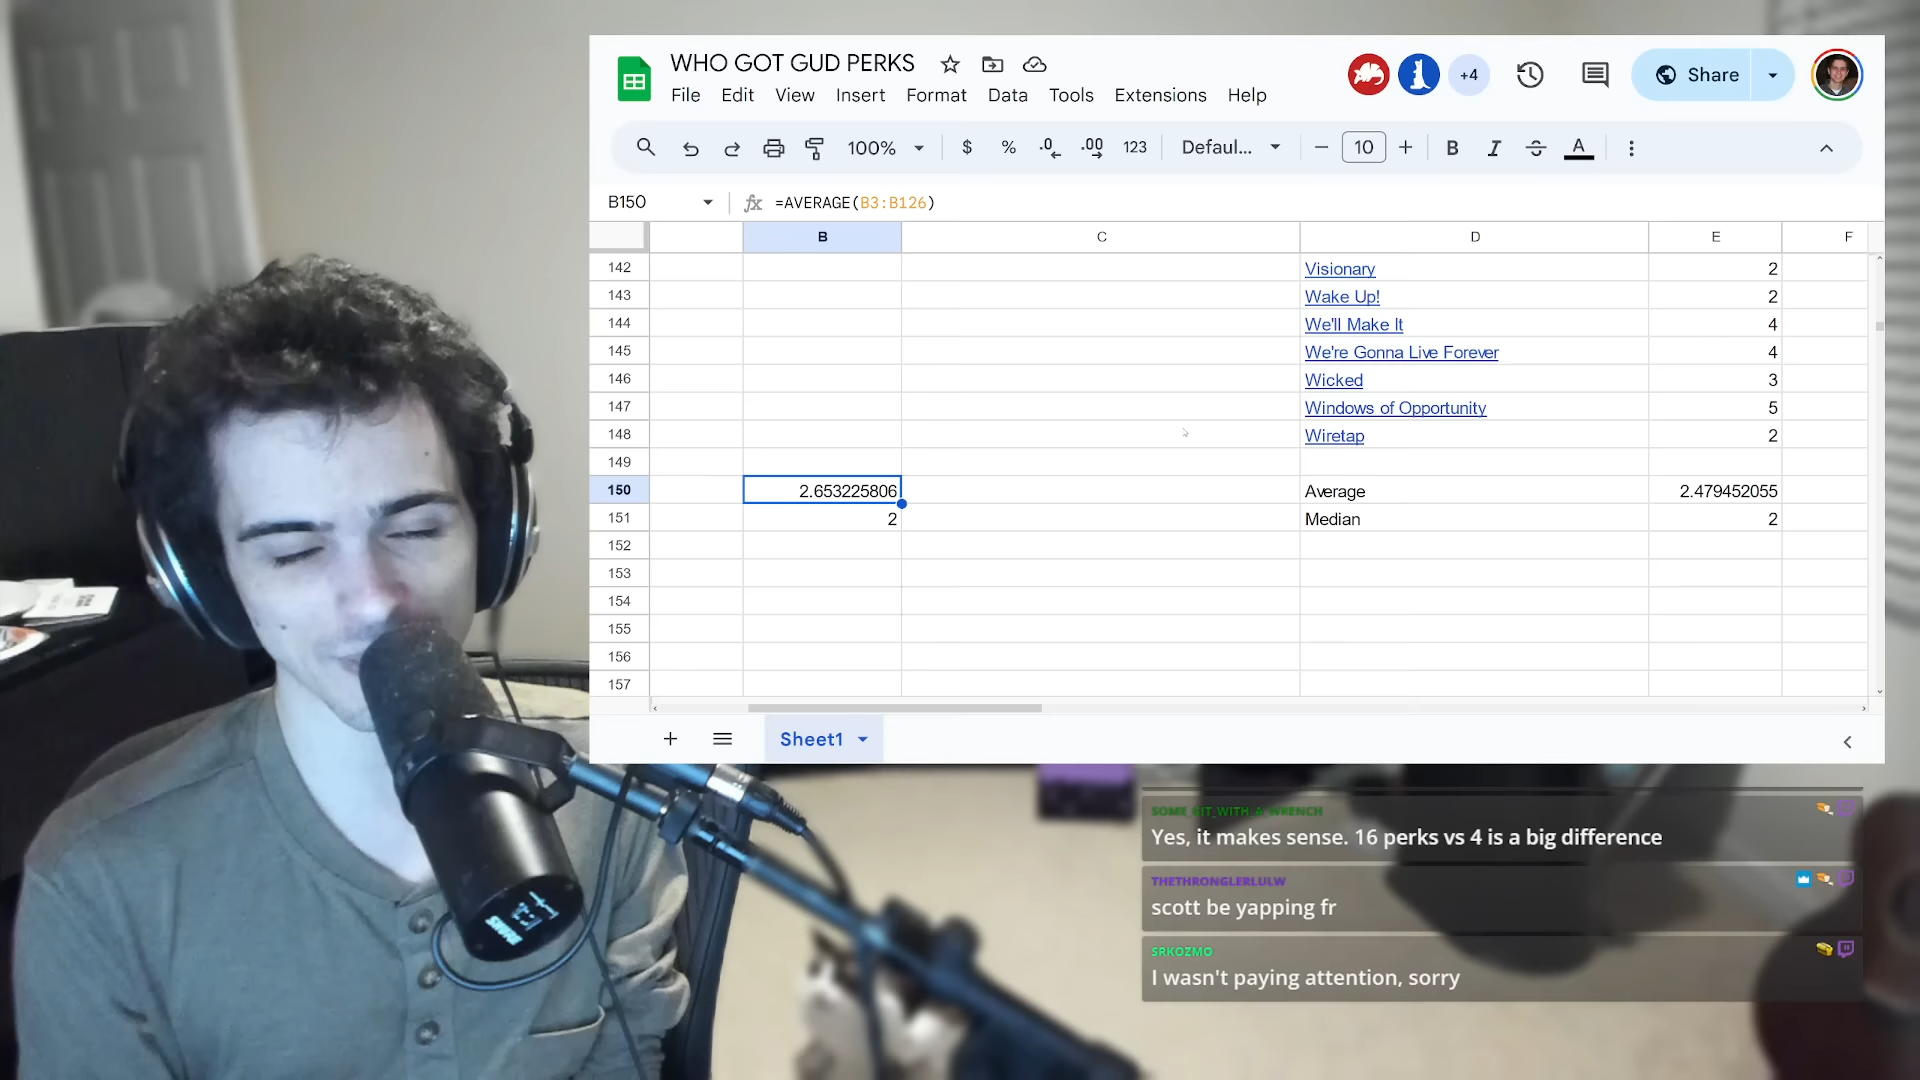 WHO GOT GUD PERKS
+4
Share
File Edit View Insert Format Data Tools Extensions Help
100% $ % .0 .00 123 Defaul... 10 B I A
B150 fx =AVERAGE(B3:B126)
B C D E F
142 Visionary 2
143 Wake Up! 2
144 We'll Make It 4
145 We're Gonna Live Forever 4
146 Wicked 3
147 Windows of Opportunity 5
148 Wiretap 2
149
150 2.653225806 Average 2.479452055
151 2 Median 2
152
153
154
155
156
157
Sheet1
SOME_GIT_WITH_A_WRENCH
Yes, it makes sense. 16 perks vs 4 is a big difference
THETHRONGLERLULW
scott be yapping fr
SRKOZMO
I wasn't paying attention, sorry